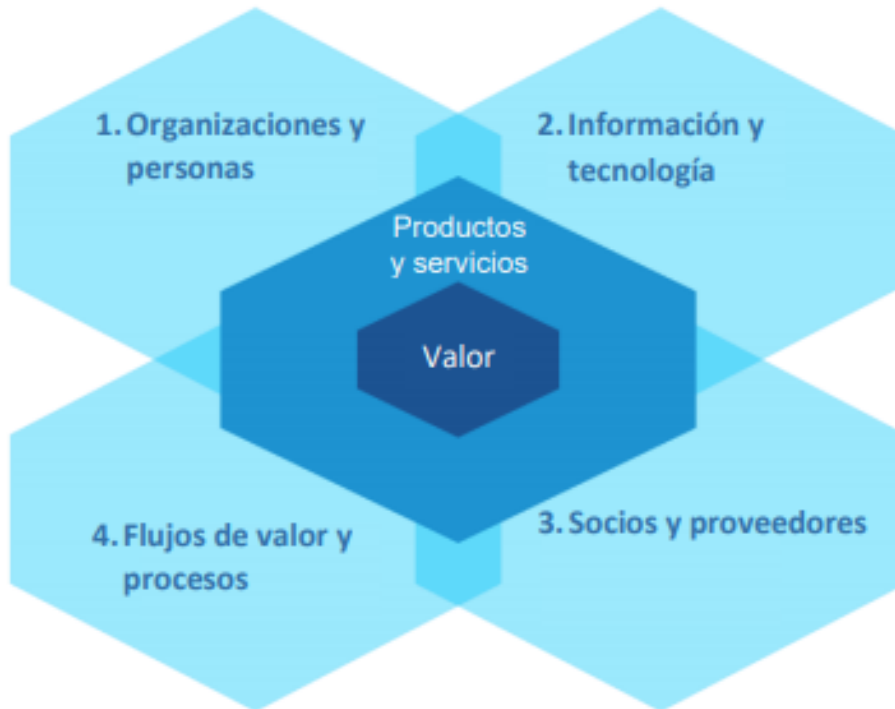 1. Organizaciones y
personas
2. Información y
tecnología
Productos
y servicios
Valor
4. Flujos de valor y
procesos
3. Socios y proveedores